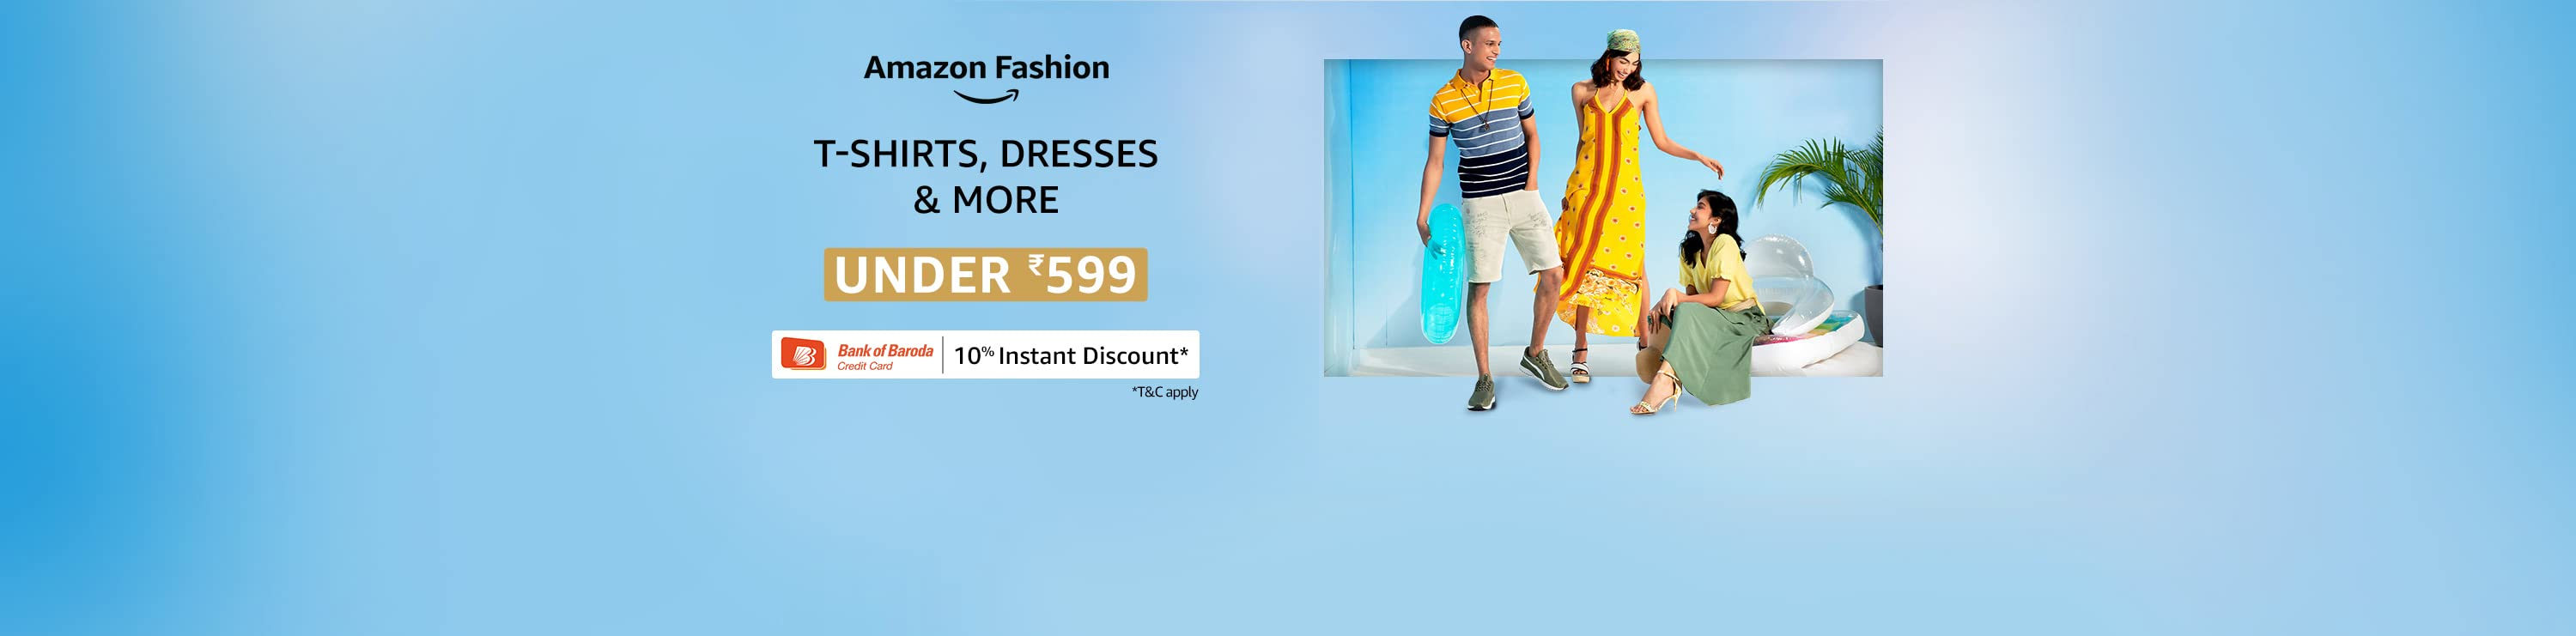 Amazon Fashion
T-SHIRTS, DRESSES
& MORE
UNDER ₹599
Bank of Baroda
Credit Card
10% Instant Discount*
*T&C apply